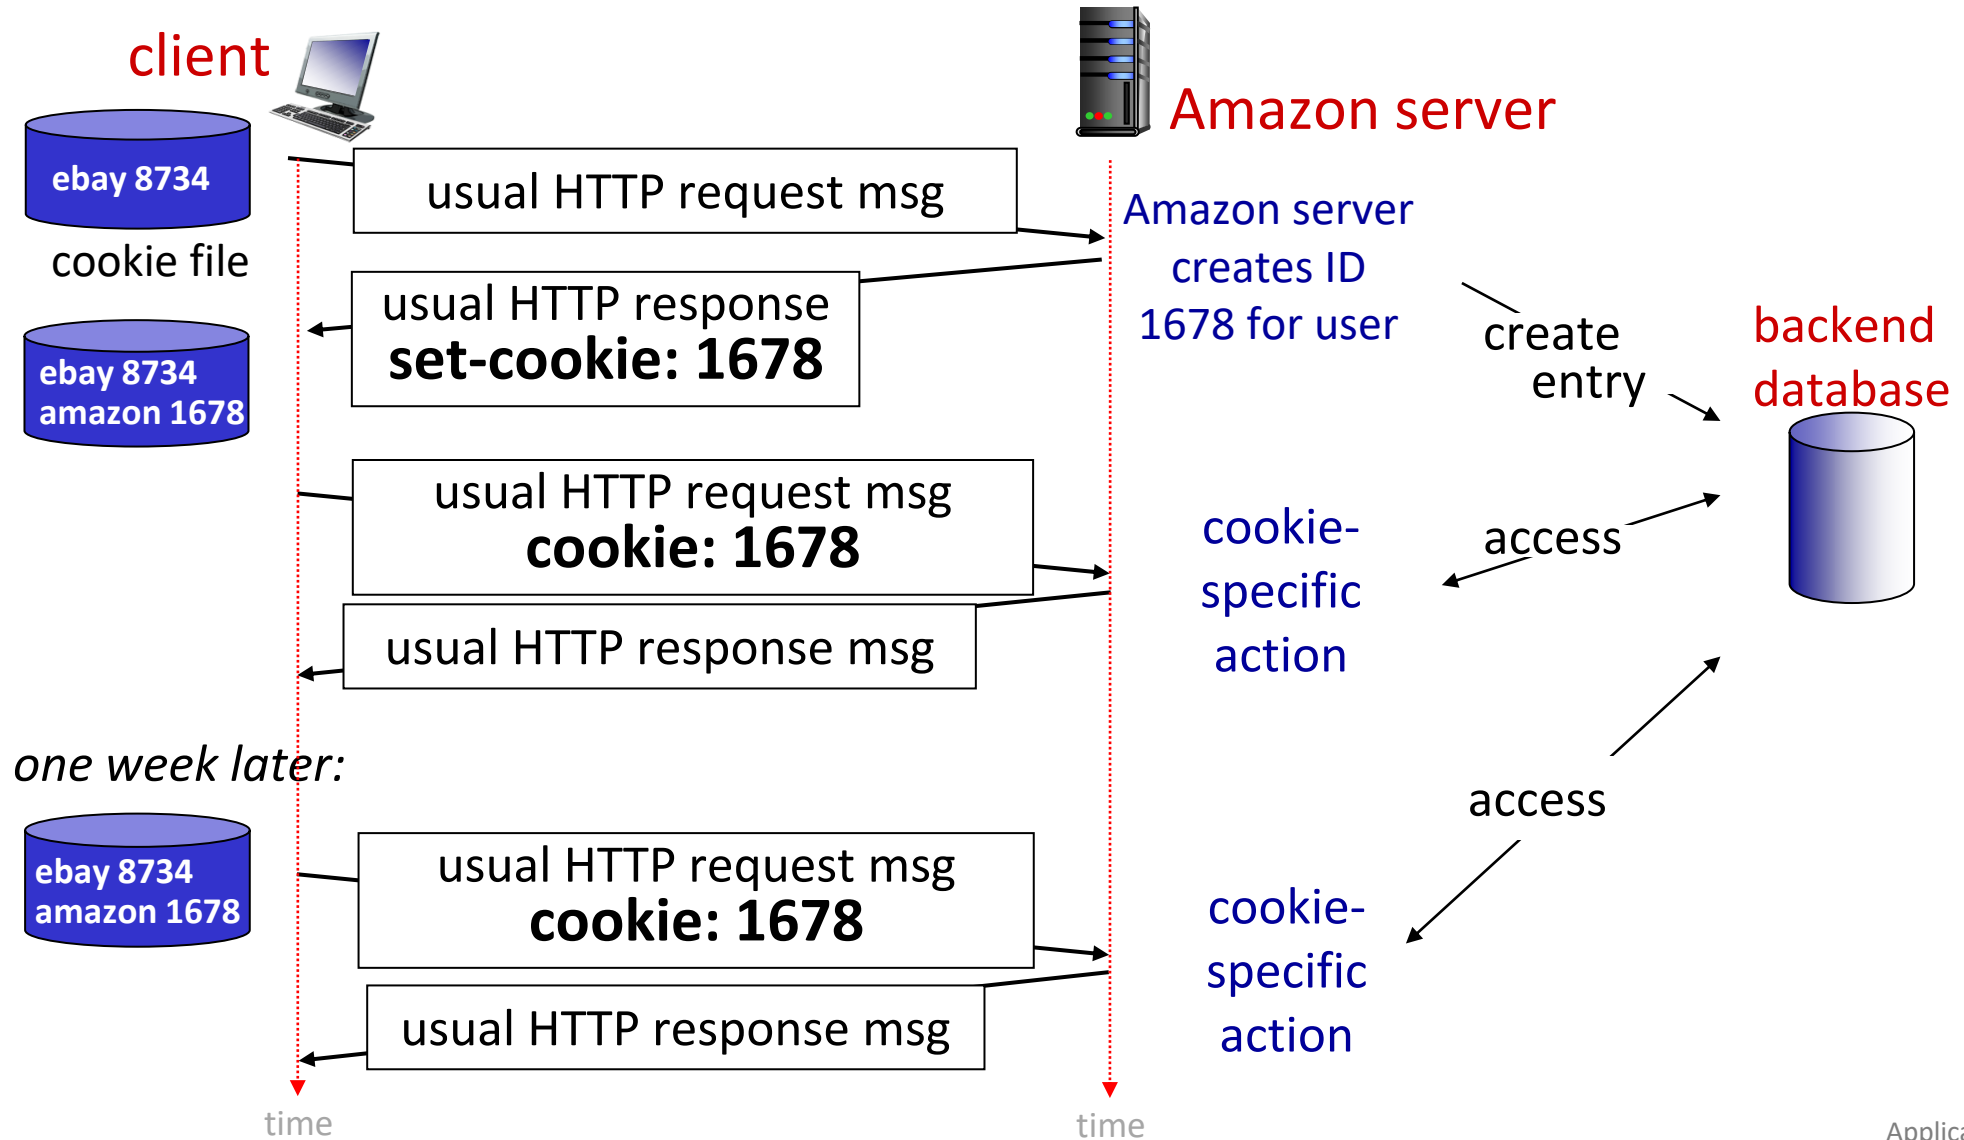 client
Amazon server
ebay 8734
cookie file
usual HTTP request msg
Amazon server
creates ID
1678 for user
usual HTTP response
set-cookie: 1678
create
entry
backend
database
ebay 8734
amazon 1678
usual HTTP request msg
cookie: 1678
cookie-
specific
action
access
usual HTTP response msg
one week later:
ebay 8734
amazon 1678
usual HTTP request msg
cookie: 1678
access
cookie-
specific
action
usual HTTP response msg
time
time